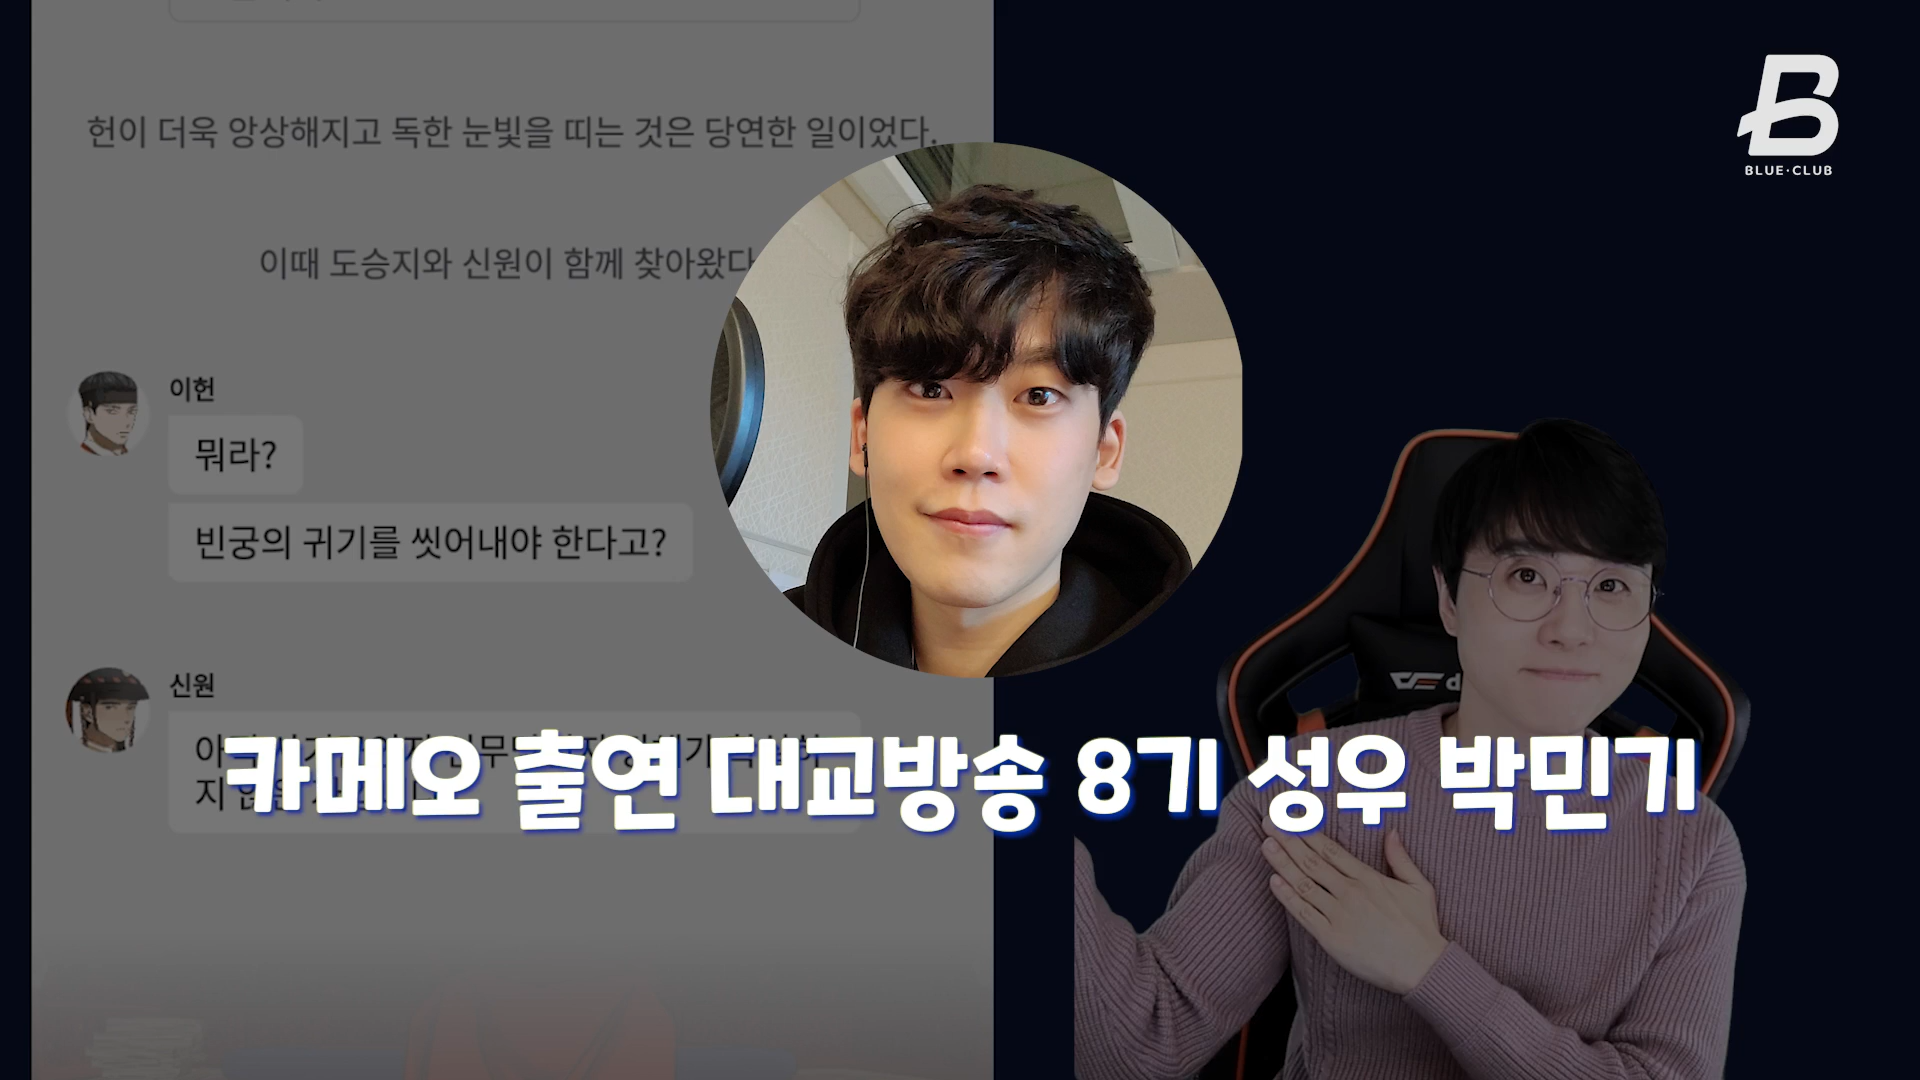 헌이 더욱 앙상해지고 독한 눈빛을 띠는 것은 당연한 일이었다.
BLUE·CLUB
이때 도승지와 신원이 함께 찾아왔다
이헌
뭐라?
빈궁의 귀기를 씻어내야 한다고?
신원
카메오 출연 대교방송 8기 성우 박민기